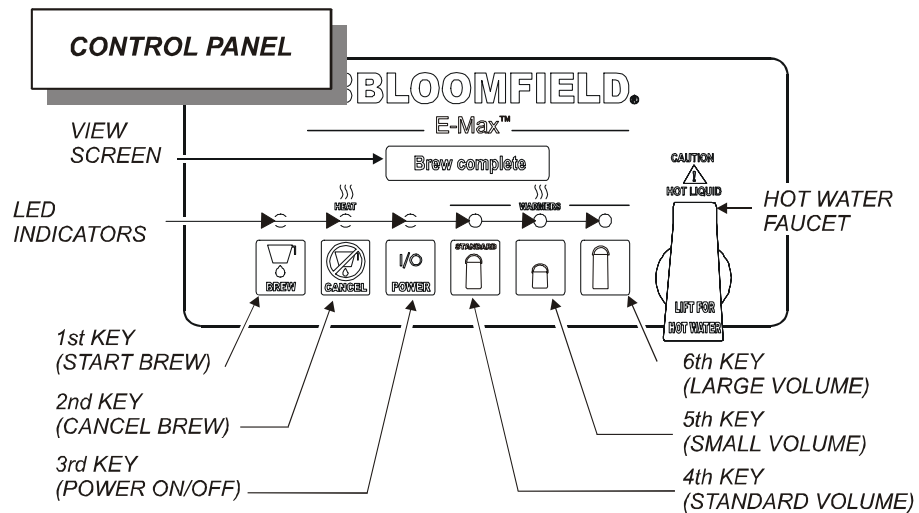 CONTROL PANEL
BLOOMFIELD®
E-Max™
VIEW
SCREEN
Brew complete
CAUTION
HOT LIQUID
HEAT
WARMERS
LED
INDICATORS
HOT WATER
FAUCET
STANDARD
I/O
BREW
CANCEL
POWER
LIFT FOR
HOT WATER
1st KEY
(START BREW)
2nd KEY
(CANCEL BREW)
3rd KEY
(POWER ON/OFF)
6th KEY
(LARGE VOLUME)
5th KEY
(SMALL VOLUME)
4th KEY
(STANDARD VOLUME)